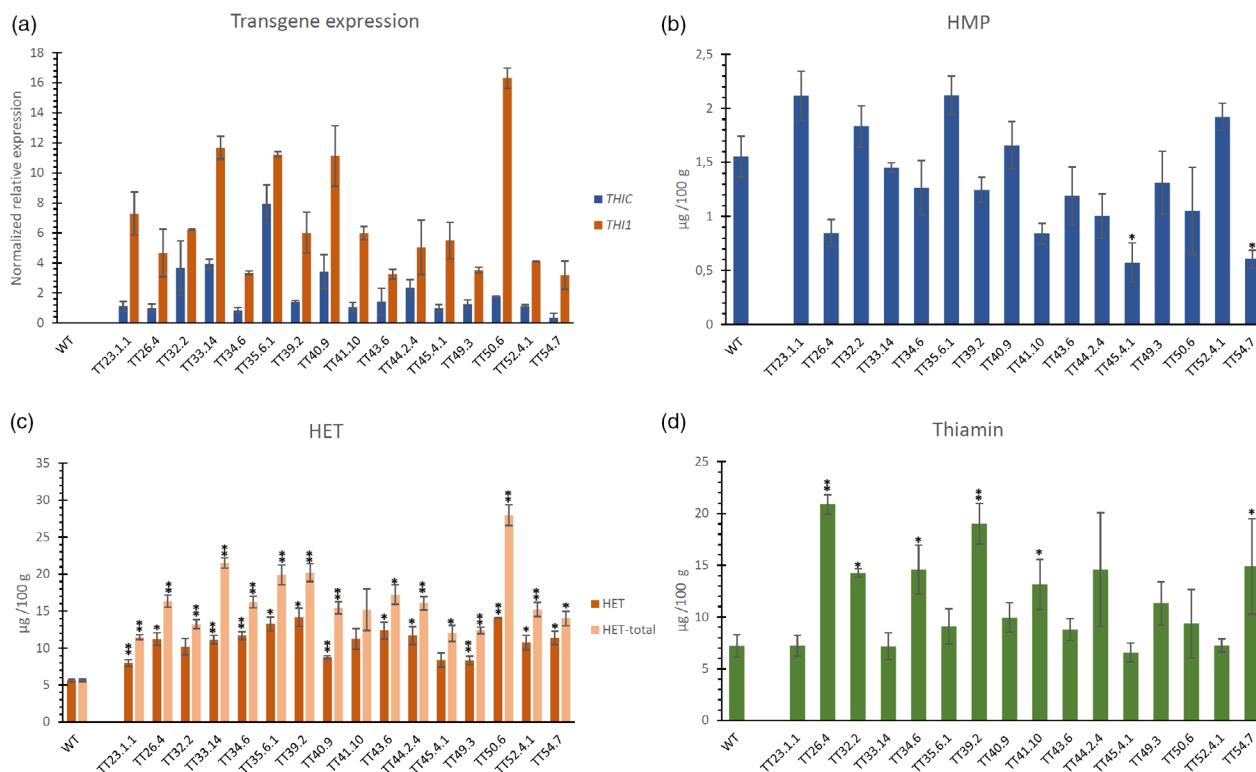 (a)
Transgene expression
Normalized relative expression
18
16
14
12
10
8
6
4
2
0
THIC
THI1
WT
TT23.1.1
TT26.4
TT32.2
TT33.14
TT34.6
TT35.6.1
TT39.2
TT40.9
TT41.10
TT43.6
TT44.2.4
TT45.4.1
TT49.3
TT50.6
TT52.4.1
TT54.7
(b)
HMP
µg /100 g
2,5
2
1,5
1
0,5
0
*
*
WT
TT23.1.1
TT26.4
TT32.2
TT33.14
TT34.6
TT35.6.1
TT39.2
TT40.9
TT41.10
TT43.6
TT44.2.4
TT45.4.1
TT49.3
TT50.6
TT52.4.1
TT54.7
(c)
HET
µg /100 g
35
30
25
20
15
10
5
0
** ** * ** ** ** ** ** ** * ** * ** ** ** * * * ** * * ** ** ** * ** * *
HET
HET-total
WT
TT23.1.1
TT26.4
TT32.2
TT33.14
TT34.6
TT35.6.1
TT39.2
TT40.9
TT41.10
TT43.6
TT44.2.4
TT45.4.1
TT49.3
TT50.6
TT52.4.1
TT54.7
(d)
Thiamin
µg /100 g
25
20
15
10
5
0
**
*
*
**
*
*
WT
TT23.1.1
TT26.4
TT32.2
TT33.14
TT34.6
TT35.6.1
TT39.2
TT40.9
TT41.10
TT43.6
TT44.2.4
TT45.4.1
TT49.3
TT50.6
TT52.4.1
TT54.7